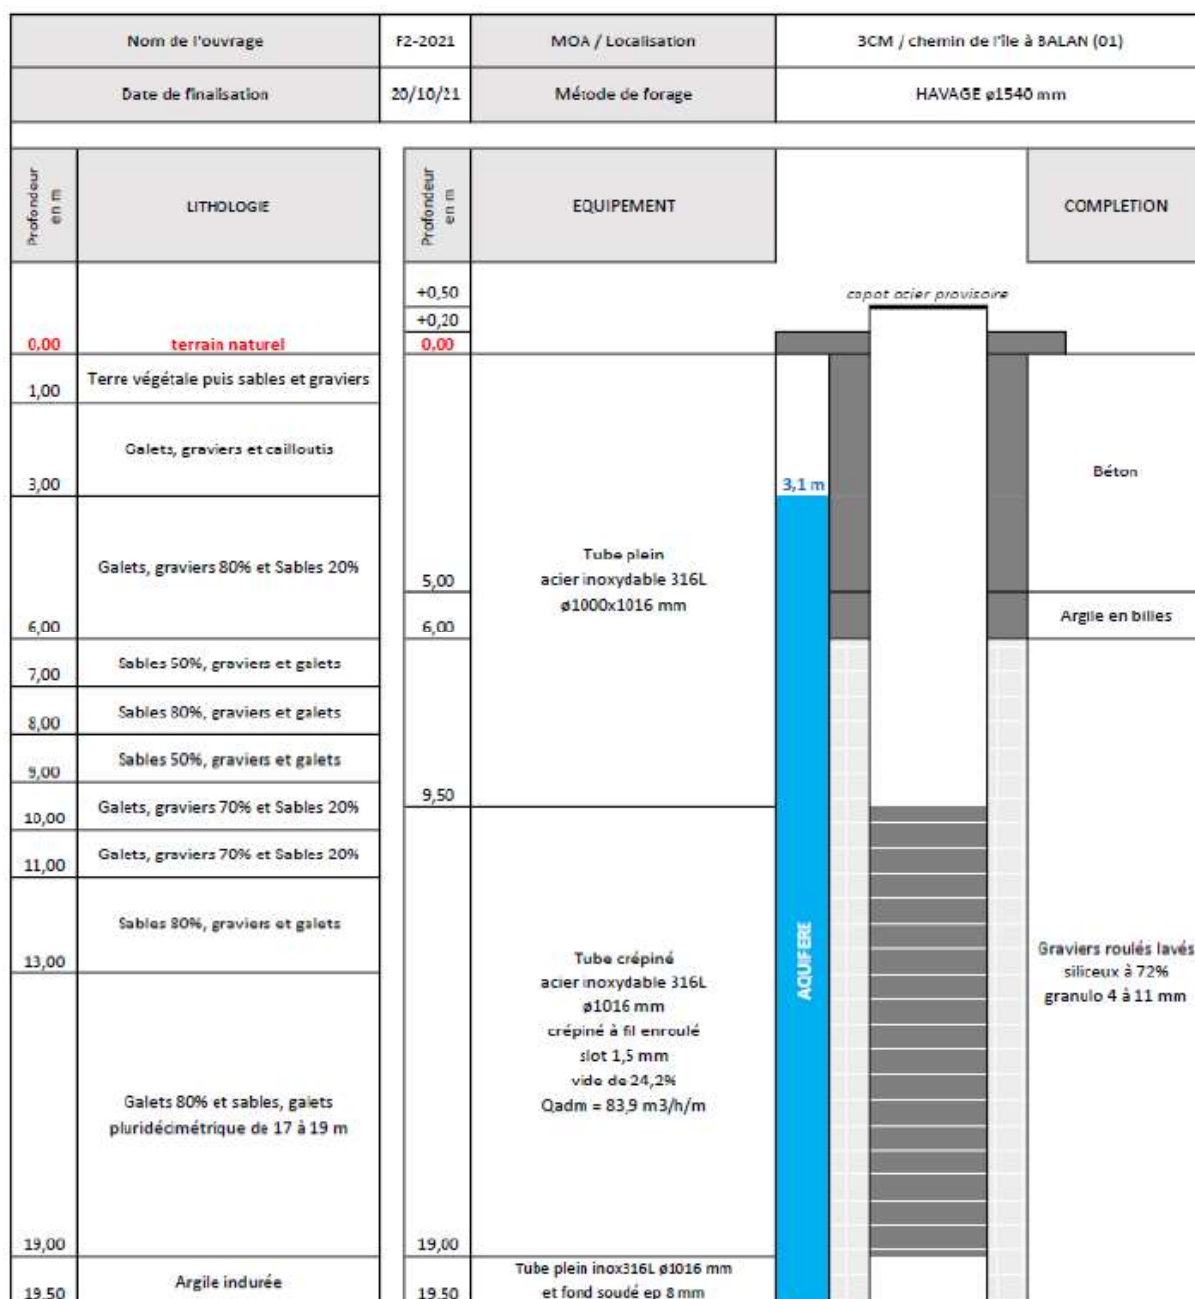 Nom de l'ouvrage F2-2021 MOA / Localisation 3CM / chemin de l'île à BALAN (01)
Date de finalisation 20/10/21 Métode de forage HAVAGE ø1540 mm
Profondeur en m
LITHOLOGIE
Profondeur en m
EQUIPEMENT
COMPLETION
+0,50
capot acier provisoire
+0,20
0,00 terrain naturel 0,00
Terre végétale puis sables et graviers
1,00
Galets, graviers et cailloutis
Béton
3,00
3,1 m
Galets, graviers 80% et Sables 20%
Tube plein
acier inoxydable 316L
ø1000x1016 mm
5,00
Argile en billes
6,00
6,00
Sables 50%, graviers et galets
7,00
Sables 80%, graviers et galets
8,00
Sables 50%, graviers et galets
9,00
9,50
Galets, graviers 70% et Sables 20%
10,00
Galets, graviers 70% et Sables 20%
11,00
Sables 80%, graviers et galets
13,00
AQUIFERE
Tube crépiné
acier inoxydable 316L
ø1016 mm
crépiné à fil enroulé
slot 1,5 mm
vide de 24,2%
Qadm = 83,9 m3/h/m
Graviers roulés lavés
siliceux à 72%
granulo 4 à 11 mm
Galets 80% et sables, galets
pluridécimétrique de 17 à 19 m
19,00
19,00
Argile indurée
19,50
Tube plein inox316L ø1016 mm
et fond soudé ep 8 mm
19,50